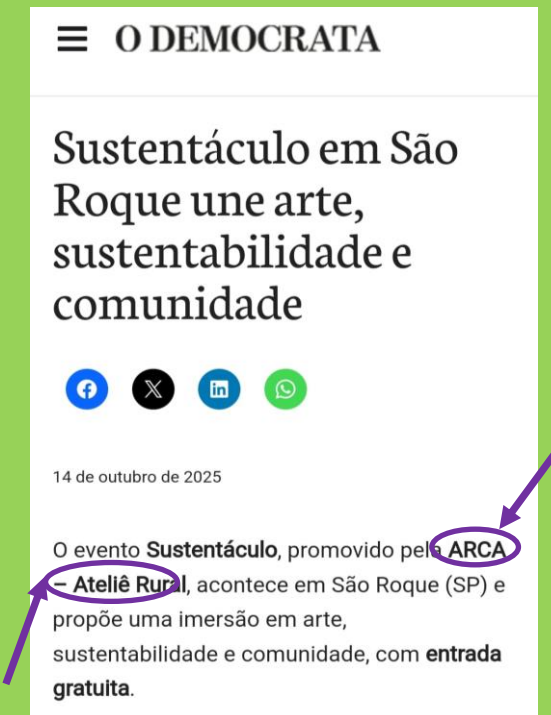 O DEMOCRATA
Sustentáculo em São
Roque une arte,
sustentabilidade e
comunidade
14 de outubro de 2025
O evento Sustentáculo, promovido pela ARCA
– Ateliê Rural, acontece em São Roque (SP) e
propõe uma imersão em arte,
sustentabilidade e comunidade, com entrada
gratuita.